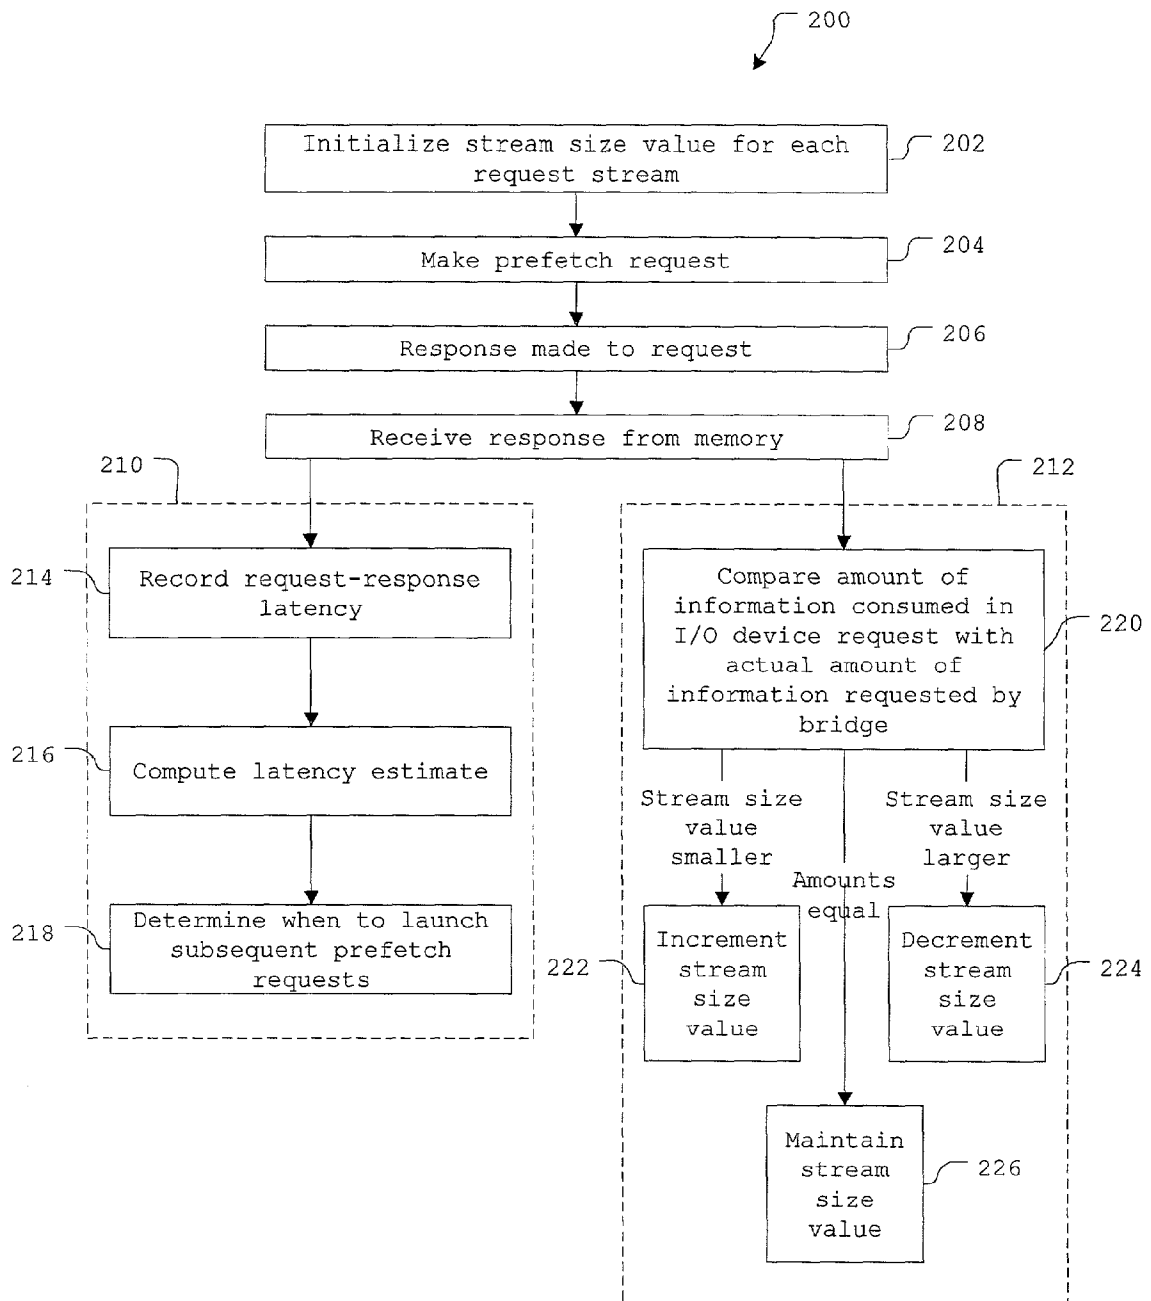 200
Initialize stream size value for each
request stream
202
Make prefetch request
204
Response made to request
206
Receive response from memory
208
210
212
214
Record request-response
latency
216
Compute latency estimate
218
Determine when to launch
subsequent prefetch
requests
Compare amount of
information consumed in
I/O device request with
actual amount of
information requested by
bridge
220
Stream size
value
smaller
Amounts
equal
Stream size
value
larger
222
Increment
stream
size
value
Decrement
stream
size
value
224
Maintain
stream
size
value
226